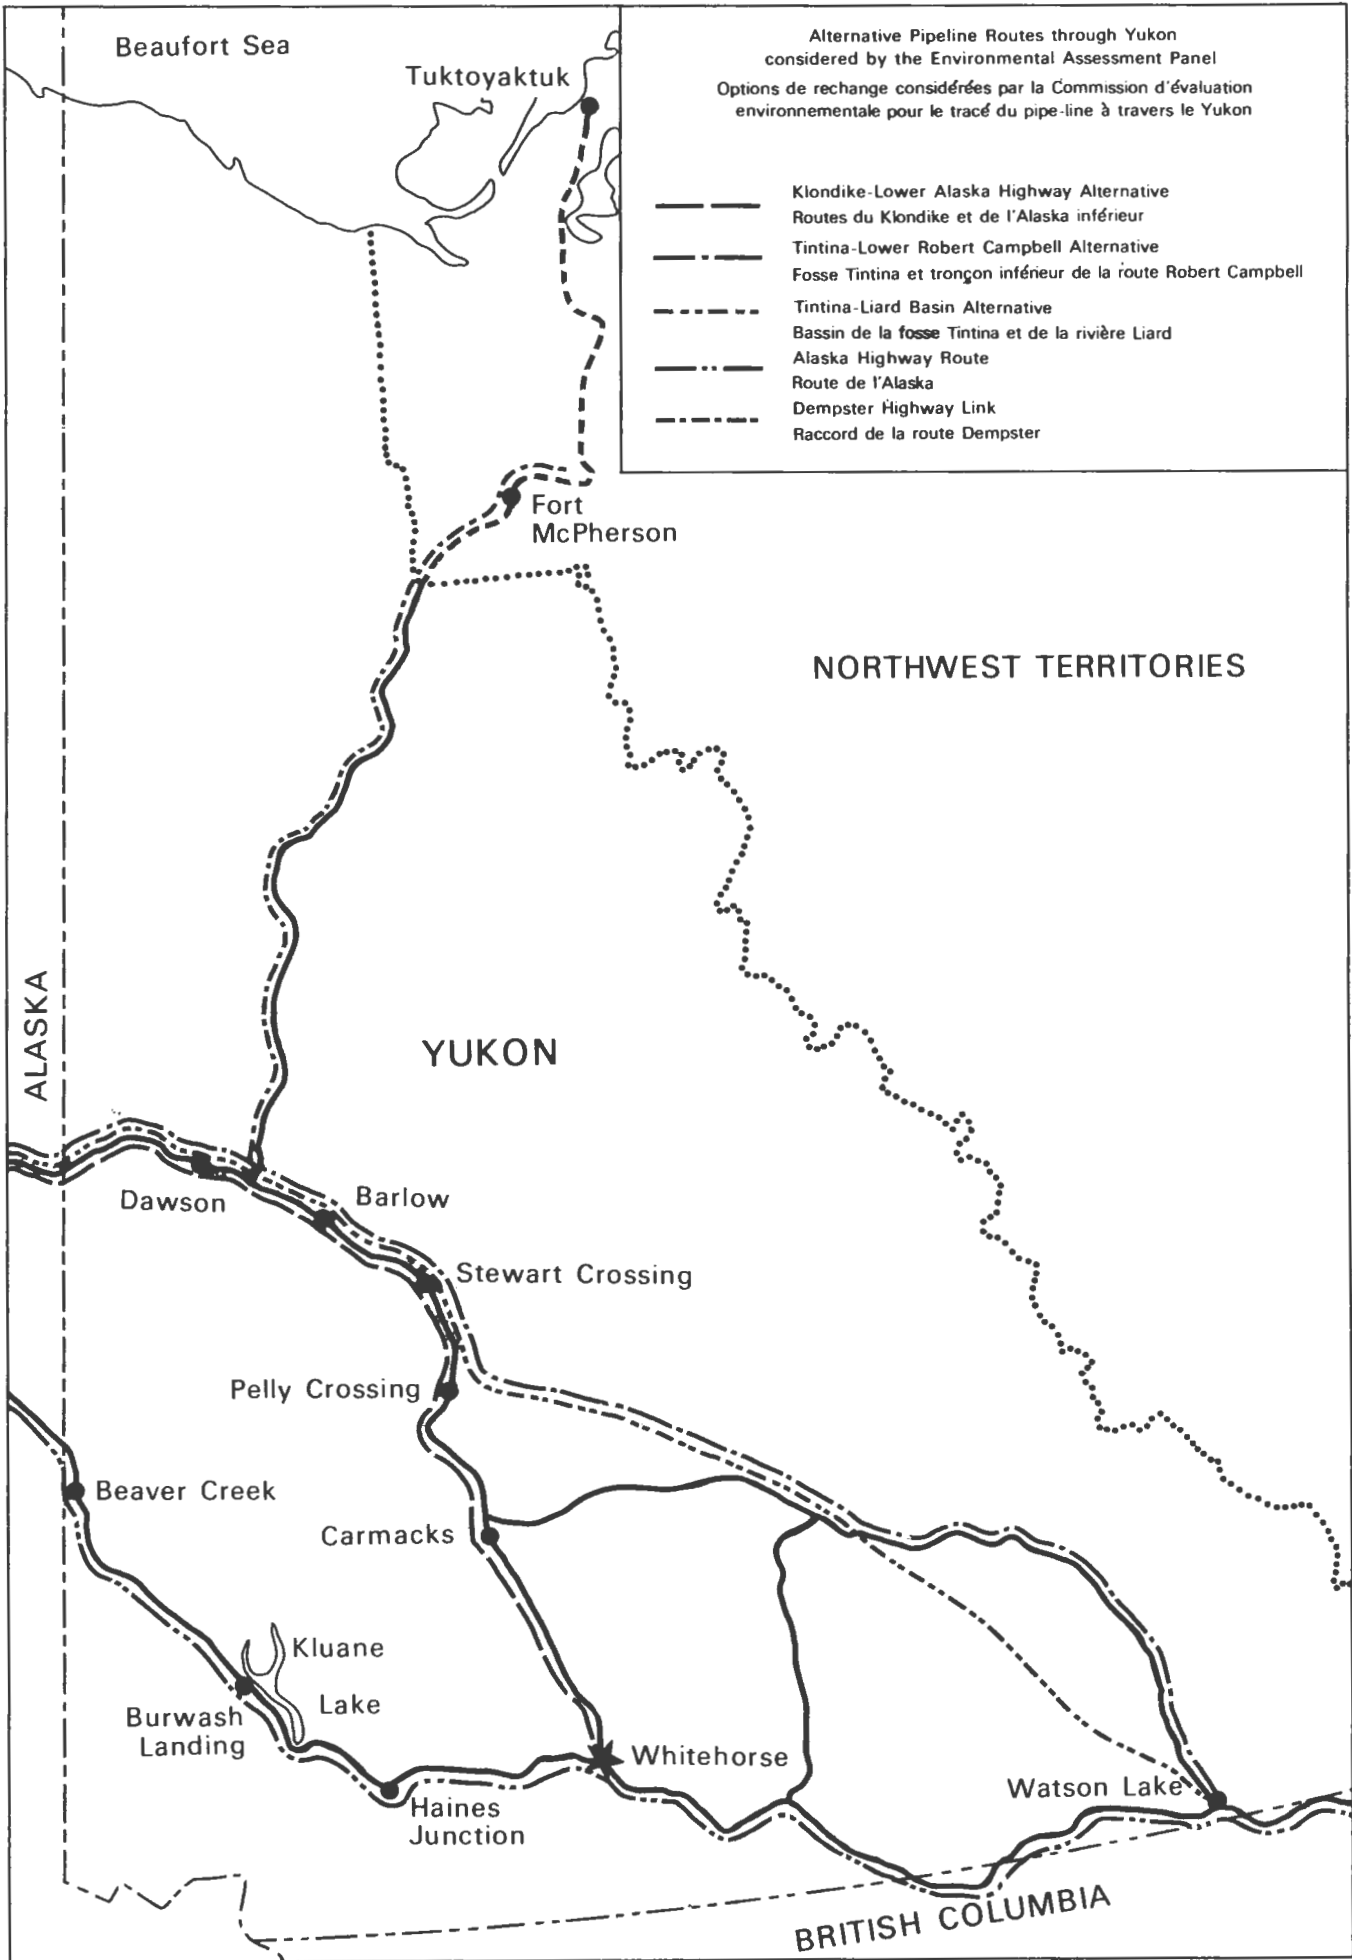 Beaufort Sea
Tuktoyaktuk
Alternative Pipeline Routes through Yukon
considered by the Environmental Assessment Panel
Options de rechange considérées par la Commission d'évaluation
environnementale pour le tracé du pipe-line à travers le Yukon
Klondike-Lower Alaska Highway Alternative
Routes du Klondike et de l'Alaska inférieur
Tintina-Lower Robert Campbell Alternative
Fosse Tintina et tronçon inférieur de la route Robert Campbell
Tintina-Liard Basin Alternative
Bassin de la fosse Tintina et de la rivière Liard
Alaska Highway Route
Route de l'Alaska
Dempster Highway Link
Raccord de la route Dempster
Fort
McPherson
NORTHWEST TERRITORIES
ALASKA
YUKON
Dawson
Barlow
Stewart Crossing
Pelly Crossing
Beaver Creek
Carmacks
Kluane
Lake
Burwash
Landing
Whitehorse
Haines
Junction
Watson Lake
BRITISH COLUMBIA